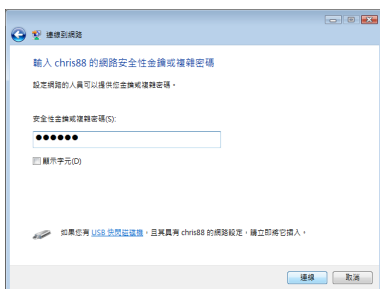 連線到網路
輸入 chris88 的網路安全性金鑰或複雜密碼
設定網路的人員可以提供您金鑰或複雜密碼。
安全性金鑰或複雜密碼(S):
●●●●●●
顯示字元(D)
如果您有 USB 快閃磁碟機，且其具有 chris88 的網路設定，請立即將它插入。
連線
取消